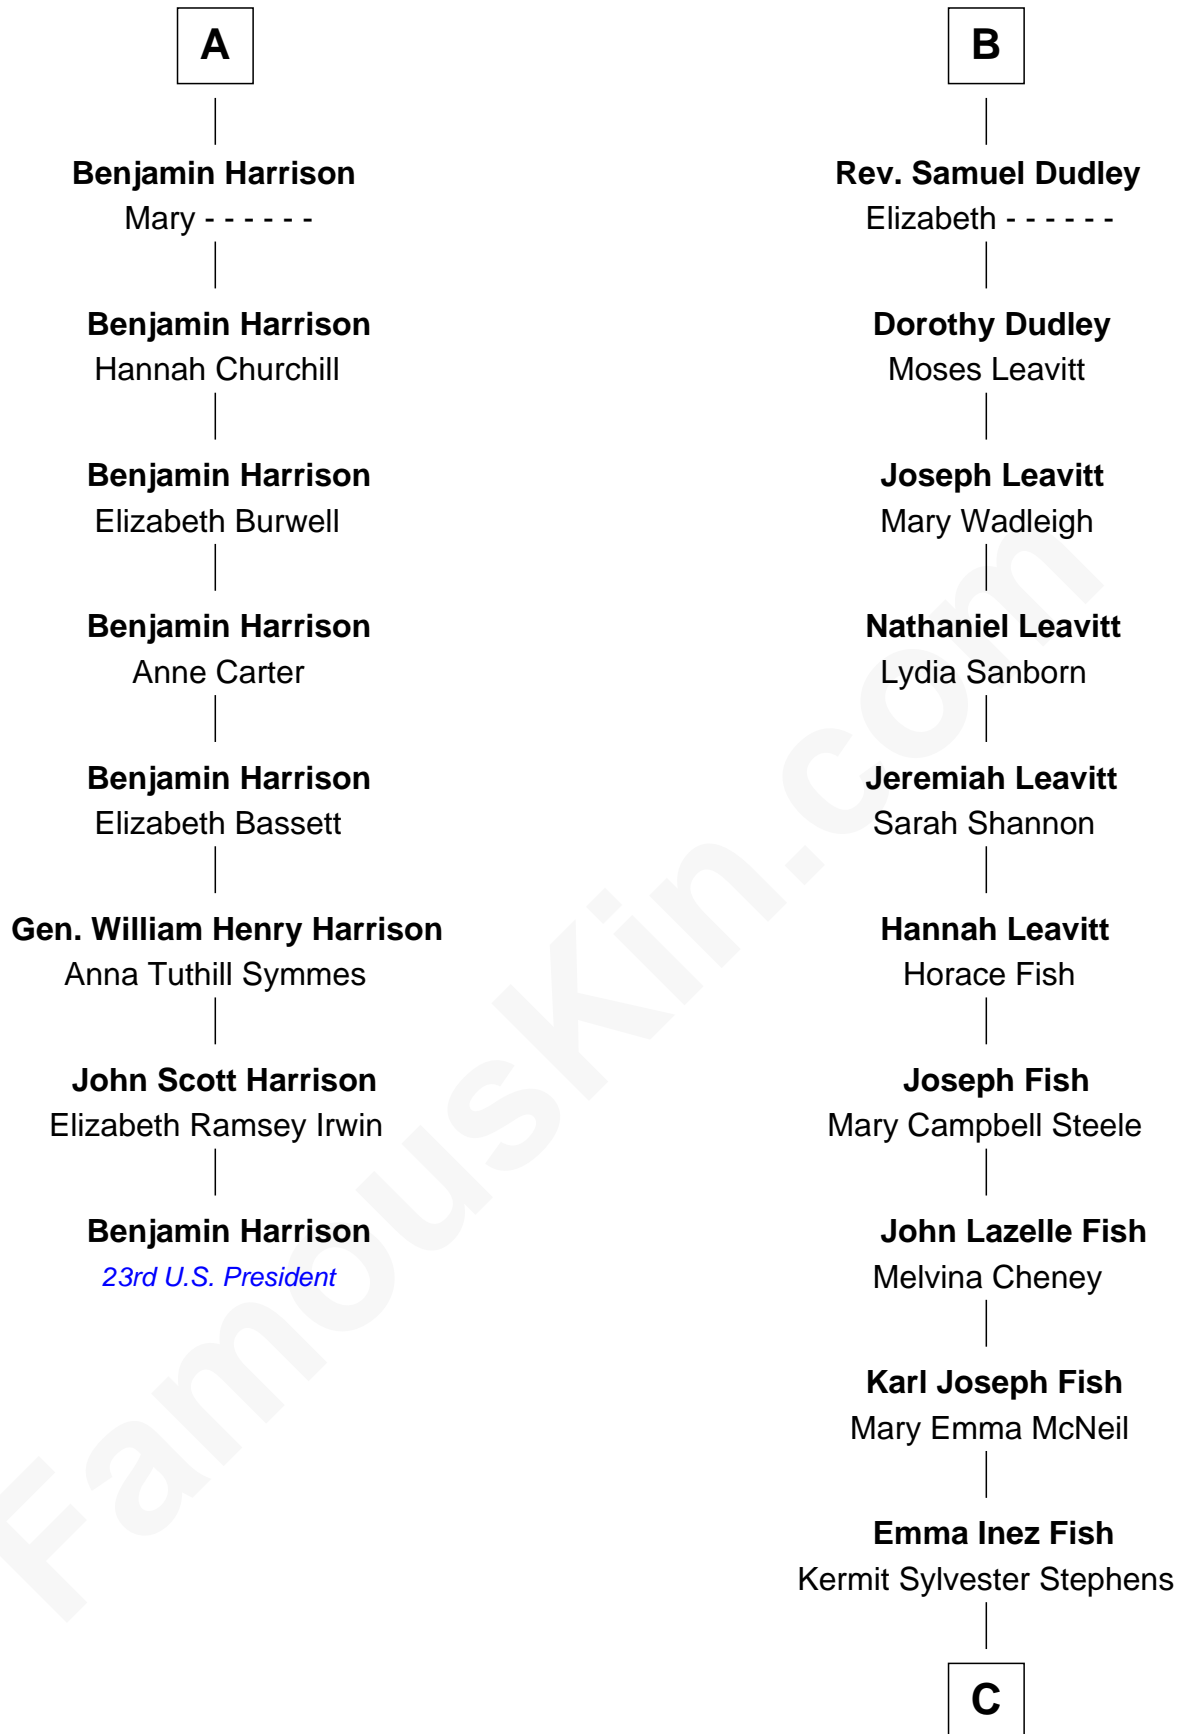 A
Benjamin Harrison
Mary - - - - - -
Benjamin Harrison
Hannah Churchill
Benjamin Harrison
Elizabeth Burwell
Benjamin Harrison
Anne Carter
Benjamin Harrison
Elizabeth Bassett
Gen. William Henry Harrison
Anna Tuthill Symmes
John Scott Harrison
Elizabeth Ramsey Irwin
Benjamin Harrison
23rd U.S. President
B
Rev. Samuel Dudley
Elizabeth - - - - - -
Dorothy Dudley
Moses Leavitt
Joseph Leavitt
Mary Wadleigh
Nathaniel Leavitt
Lydia Sanborn
Jeremiah Leavitt
Sarah Shannon
Hannah Leavitt
Horace Fish
Joseph Fish
Mary Campbell Steele
John Lazelle Fish
Melvina Cheney
Karl Joseph Fish
Mary Emma McNeil
Emma Inez Fish
Kermit Sylvester Stephens
C
FamousKin.com